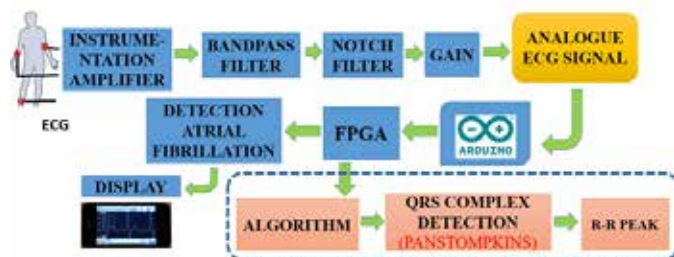 INSTRUME-
NTATION
AMPLIFIER
BANDPASS
FILTER
NOTCH
FILTER
GAIN
ANALOGUE
ECG SIGNAL
ECG
DETECTION
ATRIAL
FIBRILLATION
FPGA
ARDUINO
DISPLAY
ALGORITHM
QRS COMPLEX
DETECTION
(PANSTOMPKINS)
R-R PEAK